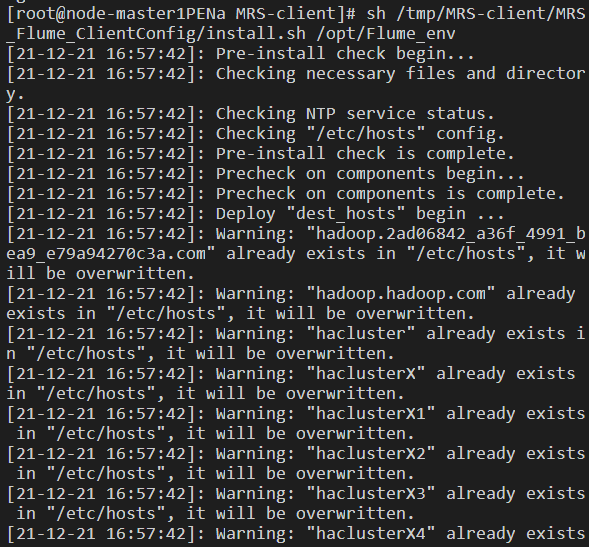 [root@node-master1PENa MRS-client]# sh /tmp/MRS-client/MRS
_Flume_ClientConfig/install.sh /opt/Flume_env
[21-12-21 16:57:42]: Pre-install check begin...
[21-12-21 16:57:42]: Checking necessary files and director
y.
[21-12-21 16:57:42]: Checking NTP service status.
[21-12-21 16:57:42]: Checking "/etc/hosts" config.
[21-12-21 16:57:42]: Pre-install check is complete.
[21-12-21 16:57:42]: Precheck on components begin...
[21-12-21 16:57:42]: Precheck on components is complete.
[21-12-21 16:57:42]: Deploy "dest_hosts" begin ...
[21-12-21 16:57:42]: Warning: "hadoop.2ad06842_a36f_4991_b
ea9_e79a94270c3a.com" already exists in "/etc/hosts", it w
ill be overwritten.
[21-12-21 16:57:42]: Warning: "hadoop.hadoop.com" already
exists in "/etc/hosts", it will be overwritten.
[21-12-21 16:57:42]: Warning: "hacluster" already exists i
n "/etc/hosts", it will be overwritten.
[21-12-21 16:57:42]: Warning: "haclusterX" already exists
in "/etc/hosts", it will be overwritten.
[21-12-21 16:57:42]: Warning: "haclusterX1" already exists
 in "/etc/hosts", it will be overwritten.
[21-12-21 16:57:42]: Warning: "haclusterX2" already exists
 in "/etc/hosts", it will be overwritten.
[21-12-21 16:57:42]: Warning: "haclusterX3" already exists
 in "/etc/hosts", it will be overwritten.
[21-12-21 16:57:42]: Warning: "haclusterX4" already exists